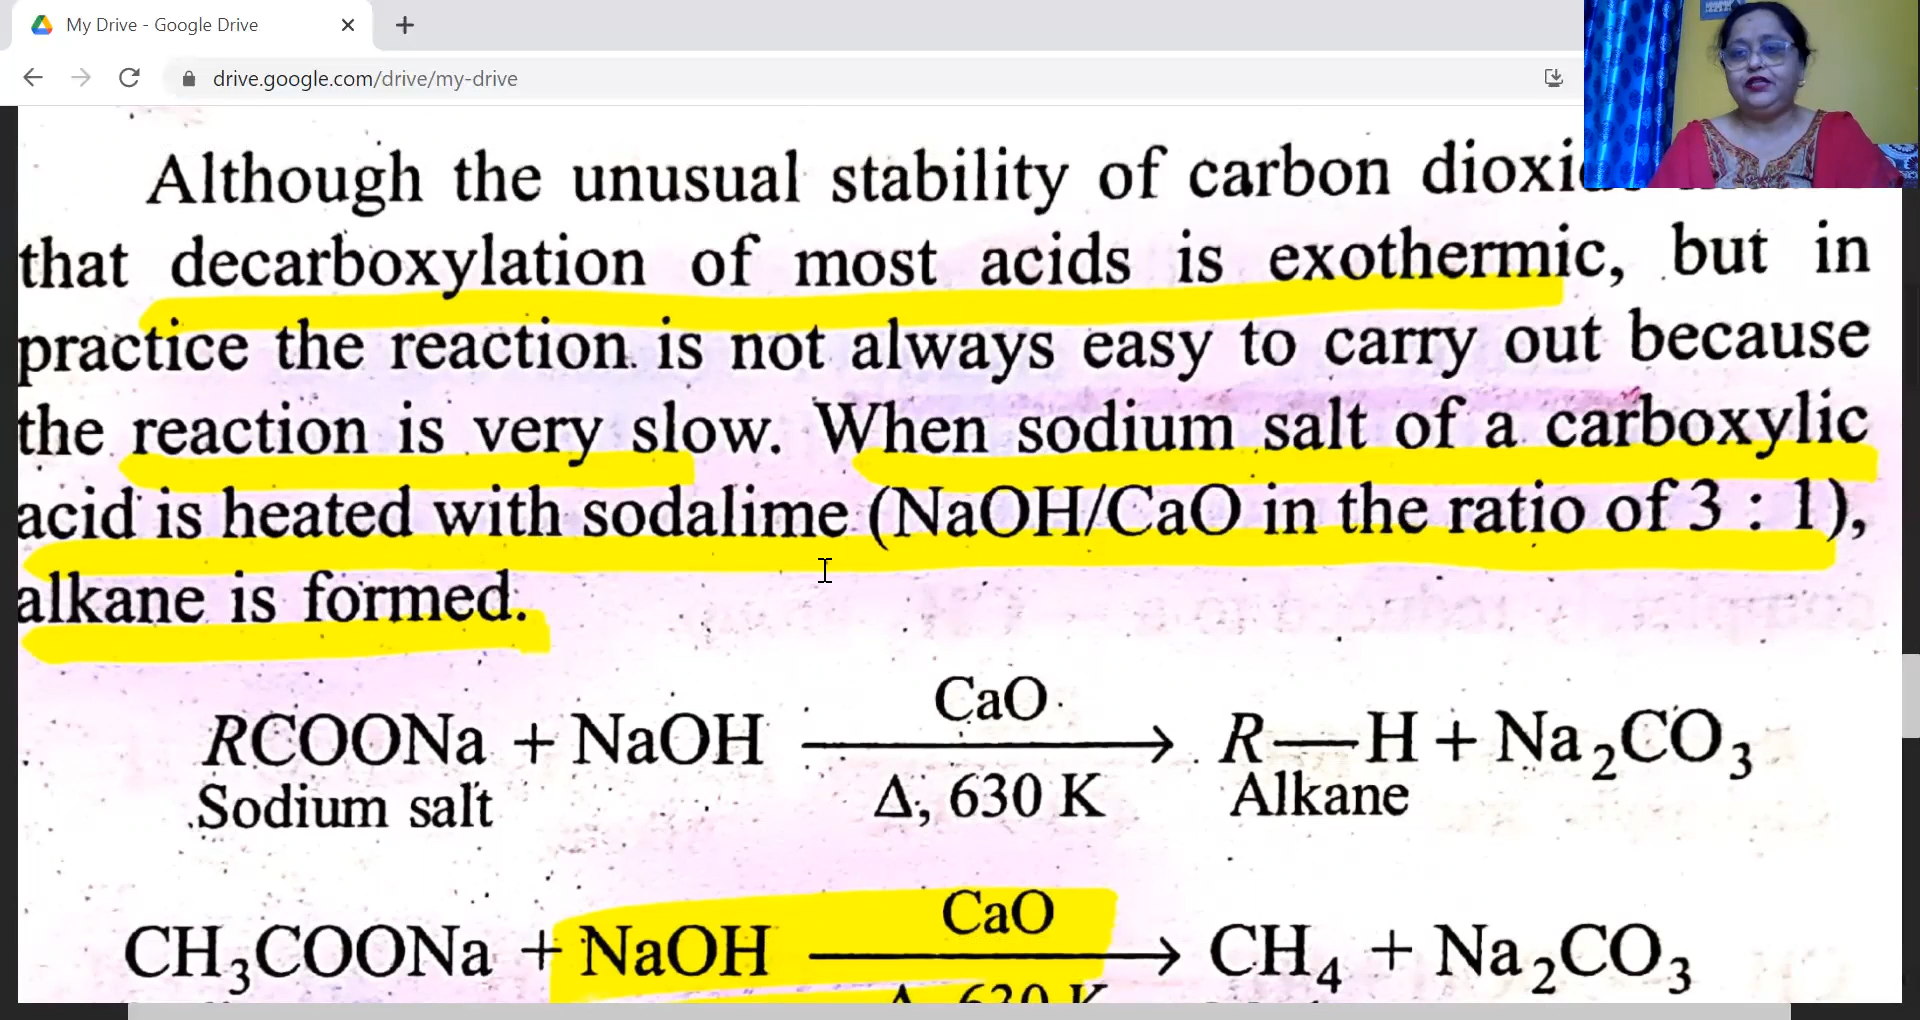 My Drive - Google Drive
drive.google.com/drive/my-drive
Although the unusual stability of carbon
that decarboxylation of most acids is exothermic, but in
practice the reaction is not always easy to carry out because
the reaction is very slow. When sodium salt of a carboxylic
acid is heated with sodalime (NaOH/CaO in the ratio of 3 : 1),
alkane is formed.
CaO
RCOONa + NaOH → R—H + Na₂CO₃
Δ, 630 K
Sodium salt Alkane
CaO
CH₃COONa + NaOH → CH₄ + Na₂CO₃